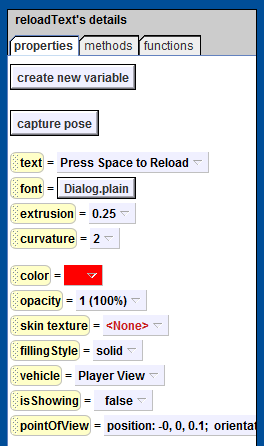 reloadText's details
properties methods functions
create new variable
capture pose
text = Press Space to Reload
font = Dialog.plain
extrusion = 0.25
curvature = 2
color =
opacity = 1 (100%)
skin texture = <None>
fillingStyle = solid
vehicle = Player View
isShowing = false
pointOfView = position: -0, 0, 0.1; orientat